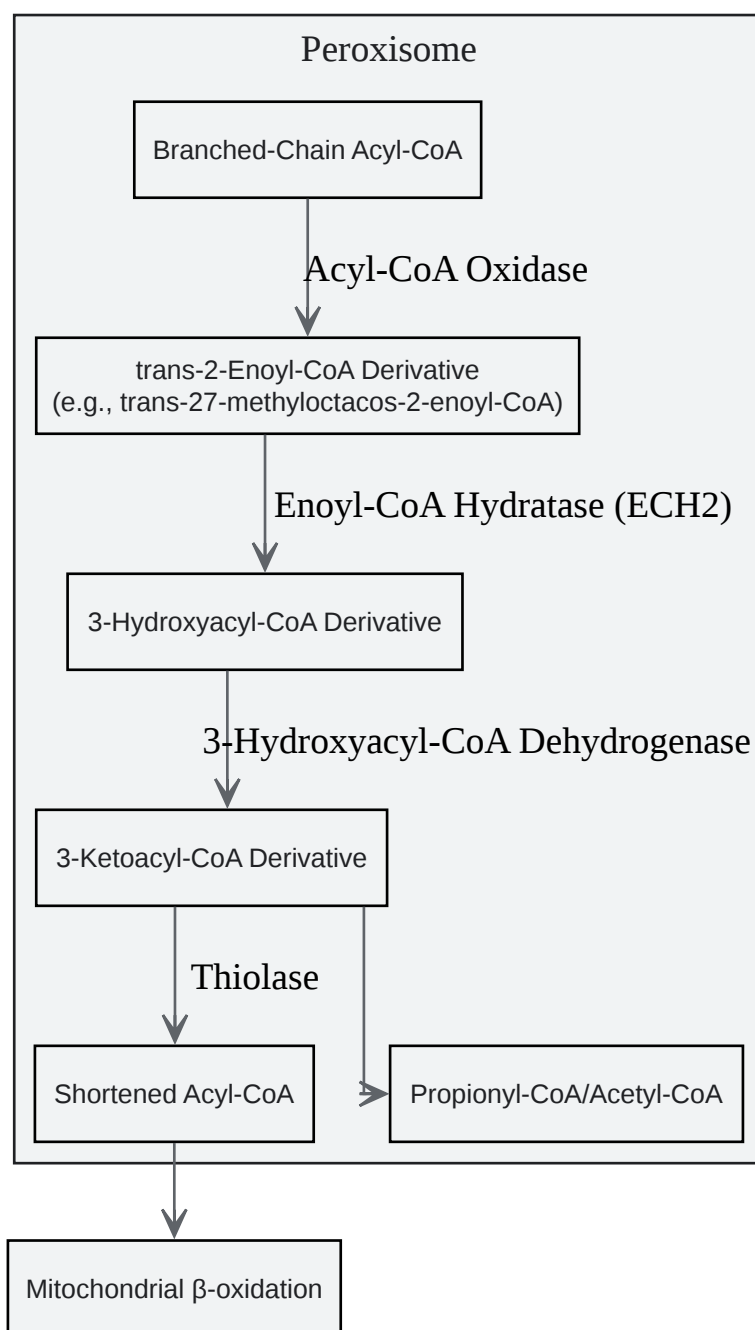 Peroxisome
Branched-Chain Acyl-CoA
Acyl-CoA Oxidase
trans-2-Enoyl-CoA Derivative
(e.g., trans-27-methyloctacos-2-enoyl-CoA)
Enoyl-CoA Hydratase (ECH2)
3-Hydroxyacyl-CoA Derivative
3-Hydroxyacyl-CoA Dehydrogenase
3-Ketoacyl-CoA Derivative
Thiolase
Shortened Acyl-CoA
Propionyl-CoA/Acetyl-CoA
Mitochondrial β-oxidation